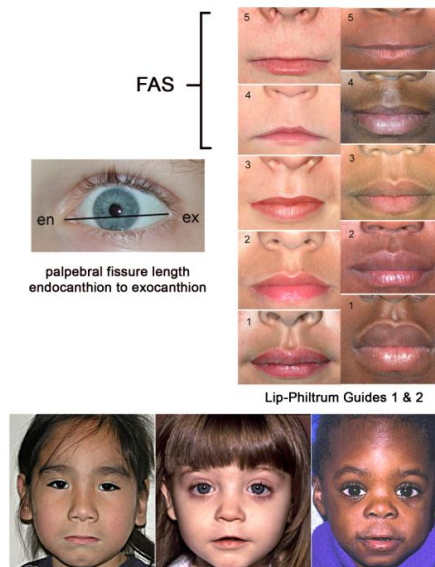 FAS
5
5
4
4
3
3
2
2
1
1
en
ex
palpebral fissure length
endocanthion to exocanthion
Lip-Philtrum Guides 1 & 2